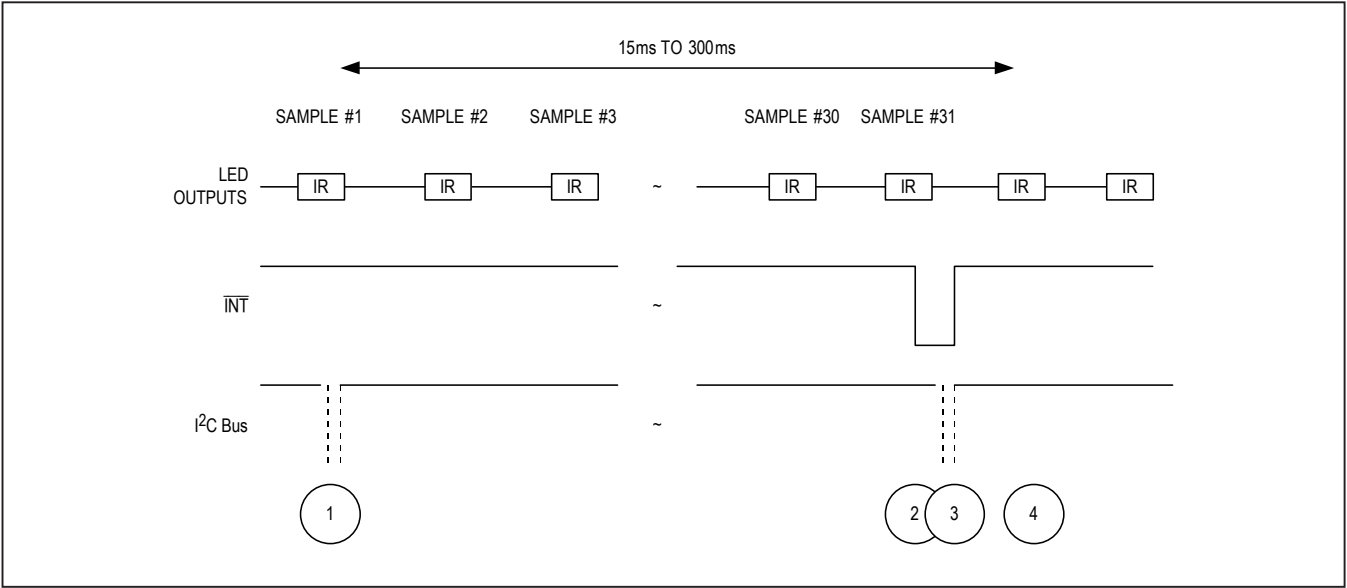 15ms TO 300ms
SAMPLE #1 SAMPLE #2 SAMPLE #3 SAMPLE #30 SAMPLE #31
LED
OUTPUTS
IR IR IR ~ IR IR IR IR
INT
~
I2C Bus
~
1 2 3 4